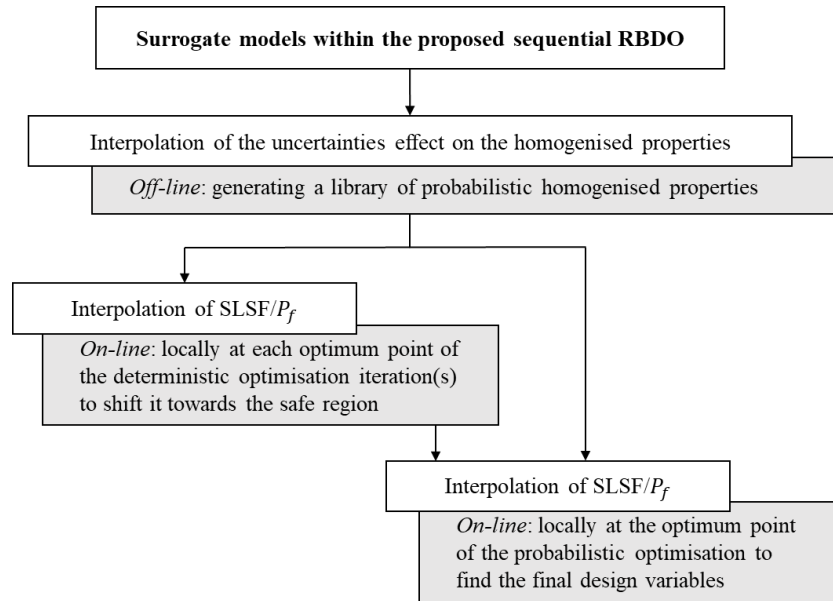 Surrogate models within the proposed sequential RBDO
Interpolation of the uncertainties effect on the homogenised properties
Off-line: generating a library of probabilistic homogenised properties
Interpolation of SLSF/P_f
On-line: locally at each optimum point of
the deterministic optimisation iteration(s)
to shift it towards the safe region
Interpolation of SLSF/P_f
On-line: locally at the optimum point
of the probabilistic optimisation to
find the final design variables